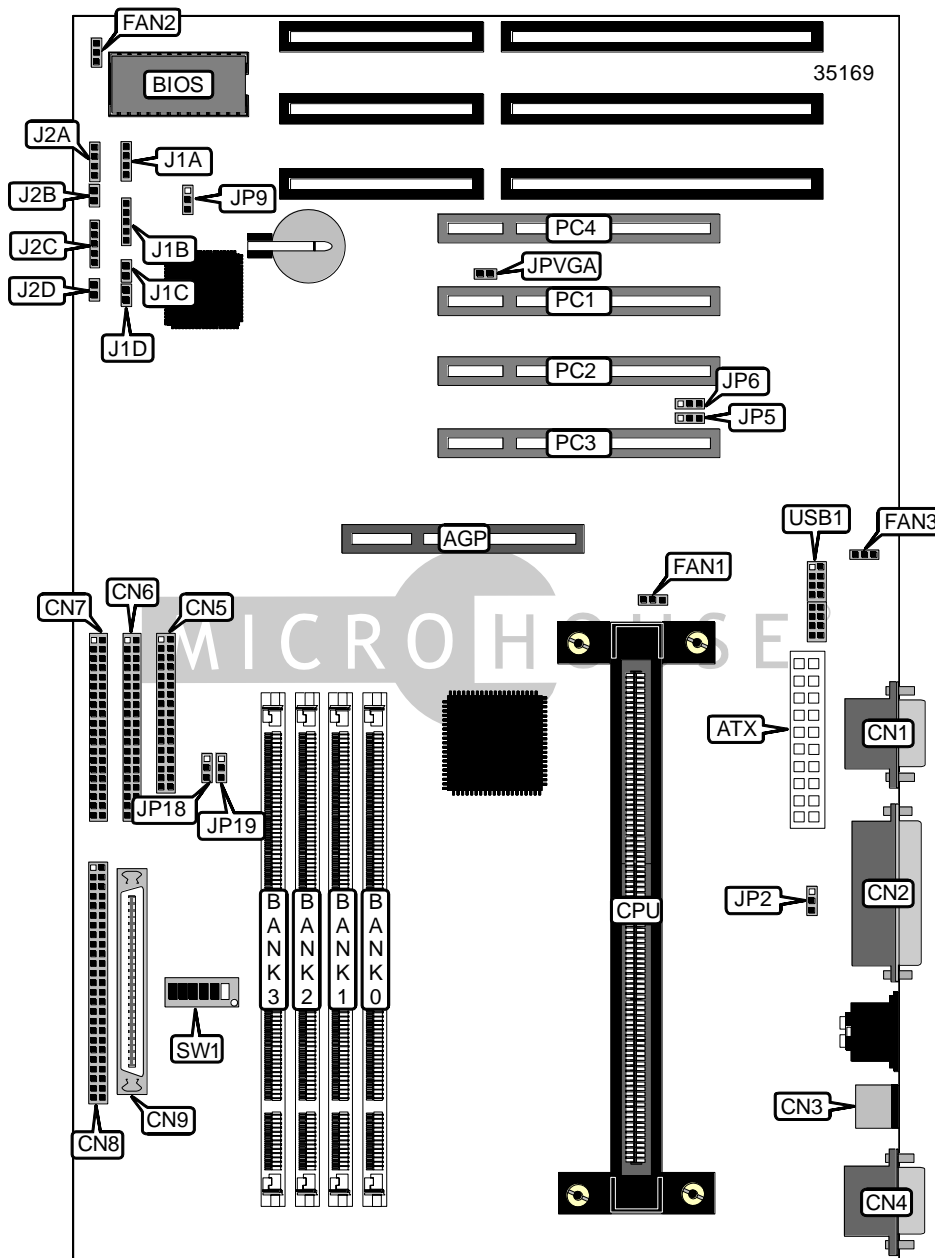 FAN2
BIOS
35169
J2A
J1A
J2B
JP9
J2C
J1B
PC4
JPVGA
J2D
J1C
PC1
J1D
PC2
JP6
JP5
PC3
USB1
FAN3
AGP
FAN1
CN7
CN6
CN5
MICROHOUSE®
ATX
CN1
JP18
JP19
BANK3
BANK2
BANK1
BANK0
CPU
JP2
CN2
SW1
CN3
CN8
CN9
CN4